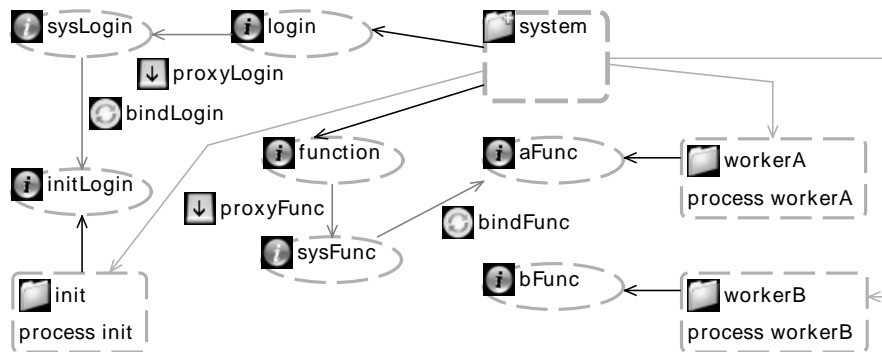 sysLogin
login
system
proxyLogin
bindLogin
function
aFunc
workerA
process workerA
initLogin
proxyFunc
bindFunc
sysFunc
bFunc
init
process init
workerB
process workerB